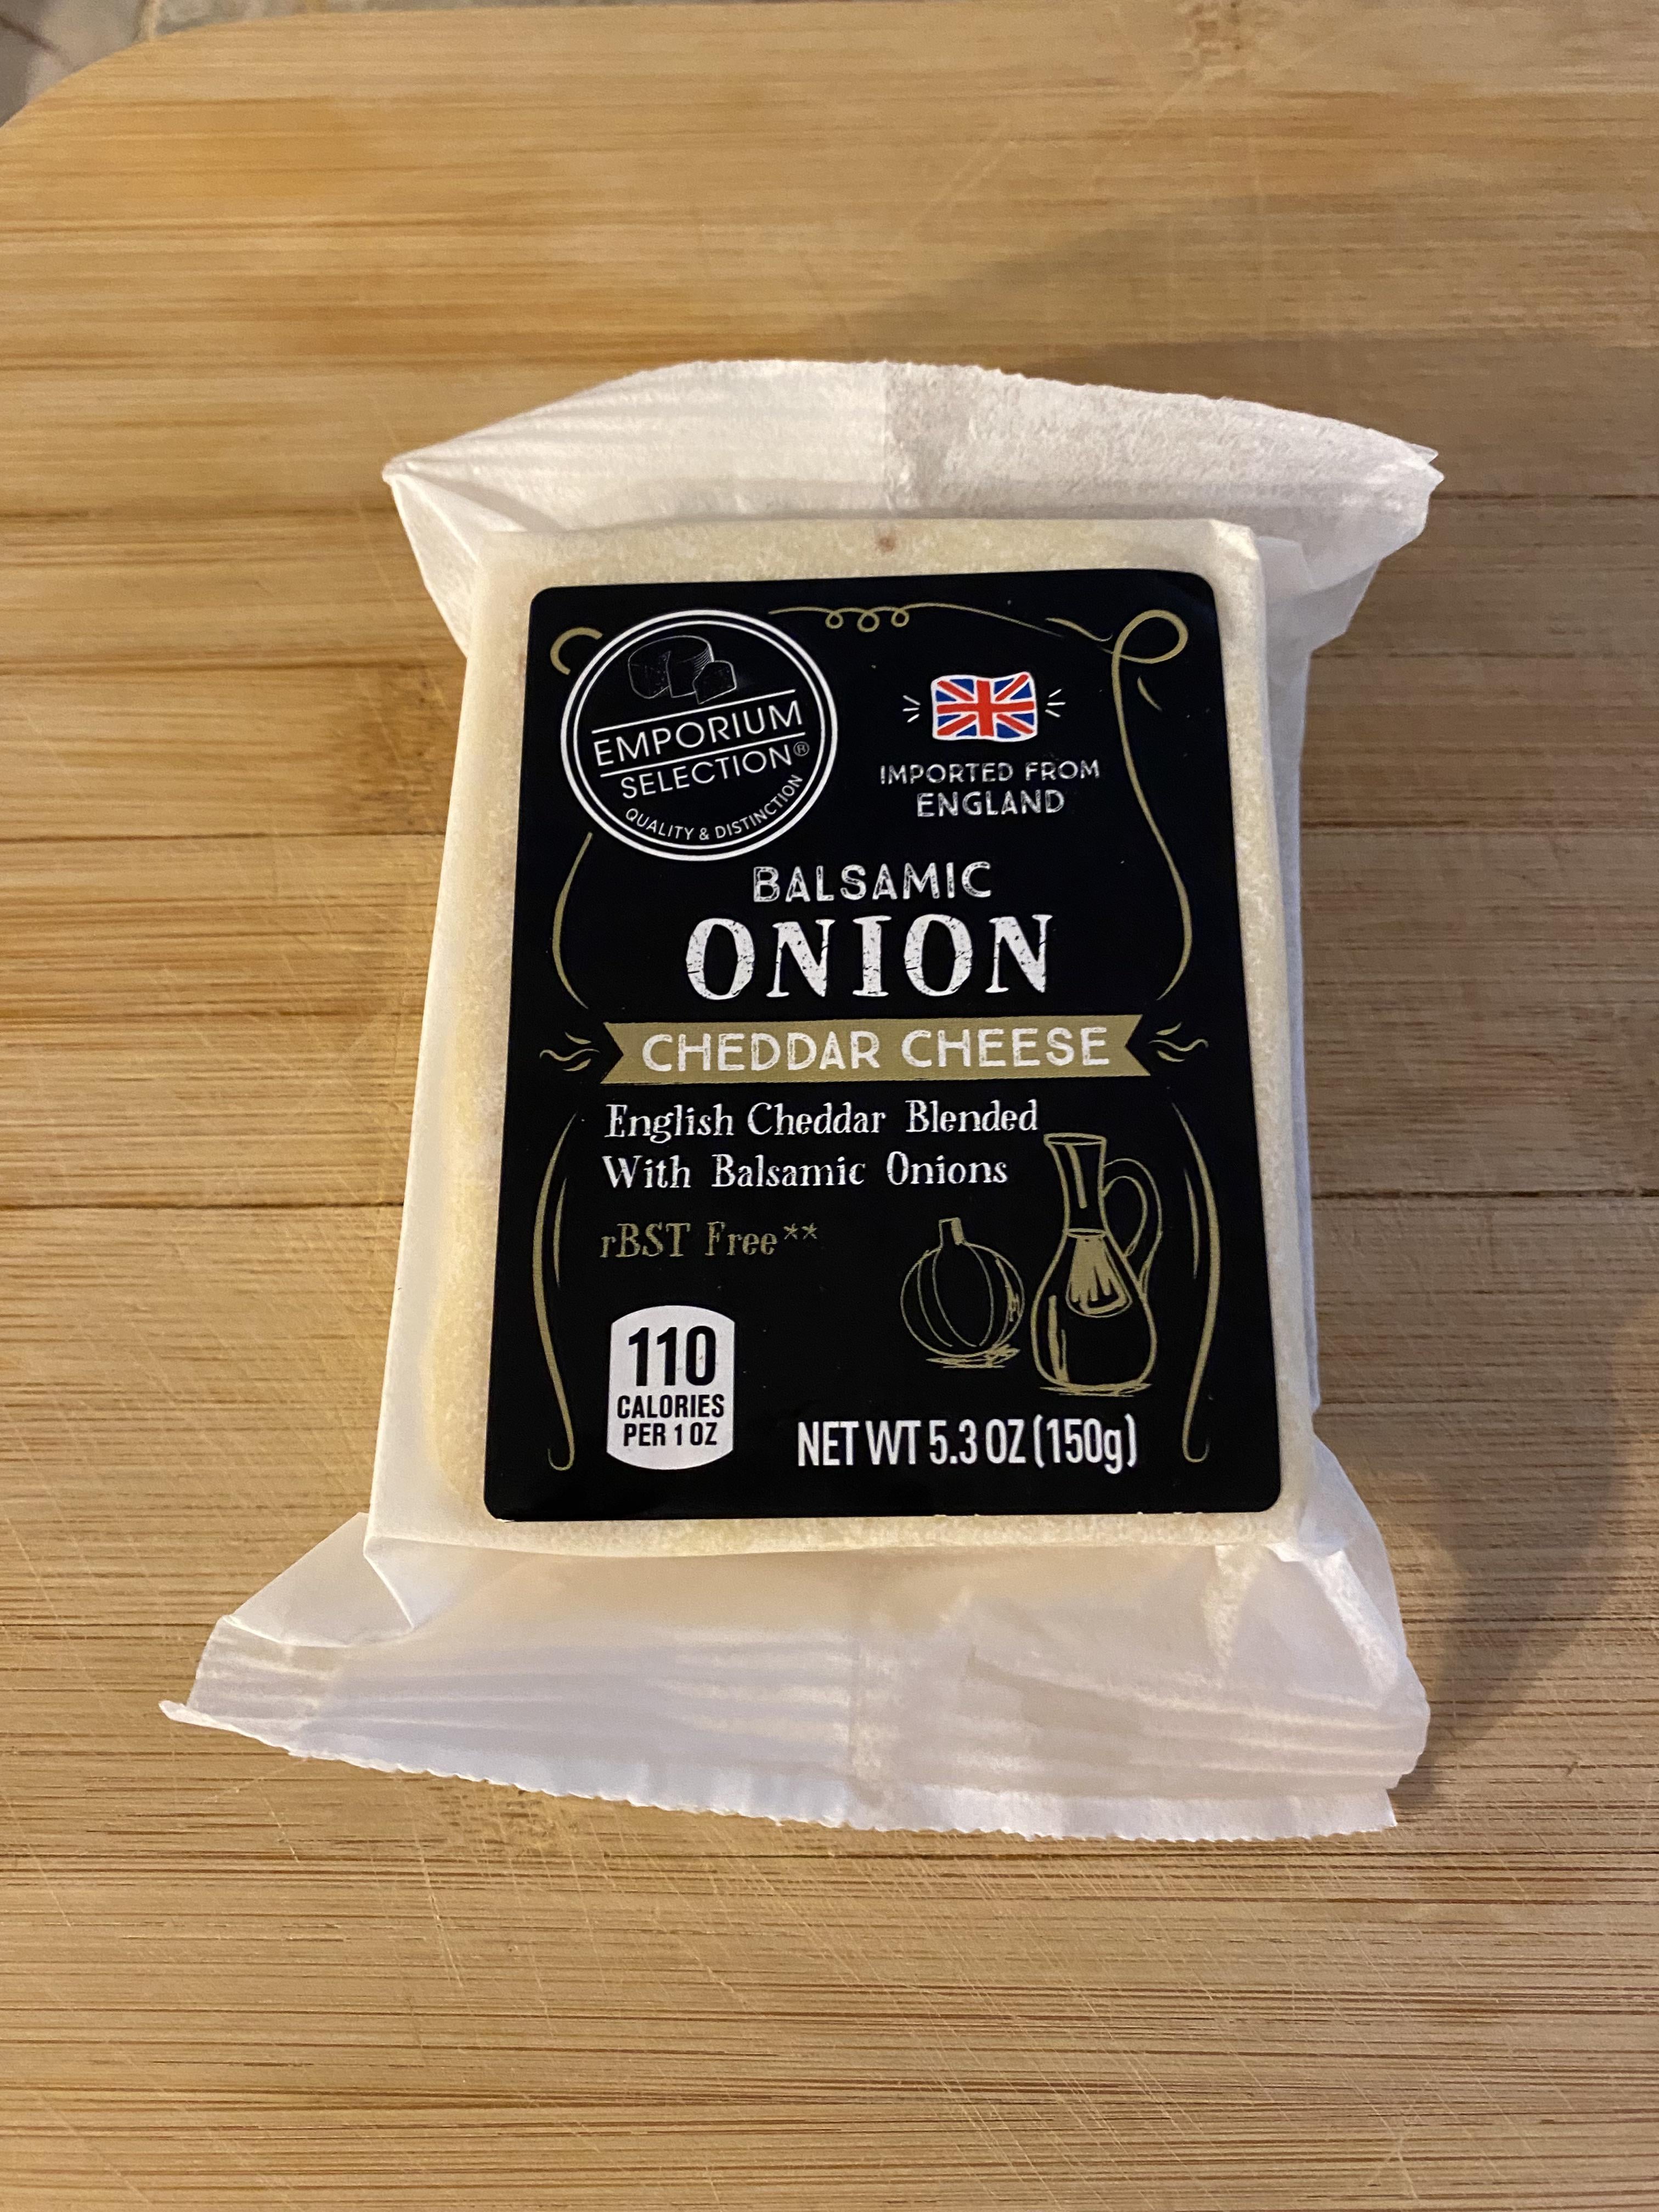 EMPORIUM
SELECTION®
QUALITY & DISTINCTION
IMPORTED FROM
ENGLAND
BALSAMIC
ONION
CHEDDAR CHEESE
English Cheddar Blended
With Balsamic Onions
rBST Free**
110
CALORIES
PER 1 OZ
NET WT 5.3 OZ (150g)